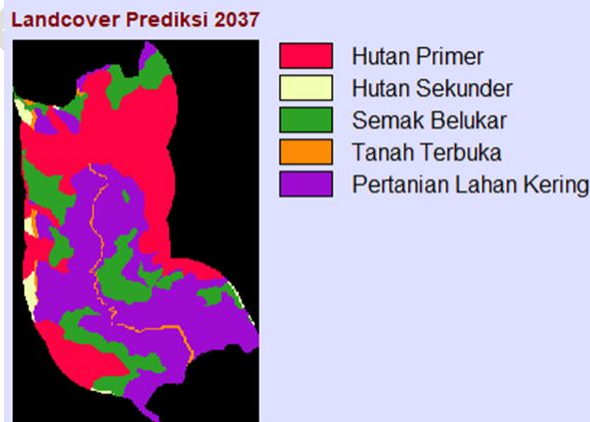 Landcover Prediksi 2037
Hutan Primer
Hutan Sekunder
Semak Belukar
Tanah Terbuka
Pertanian Lahan Kering